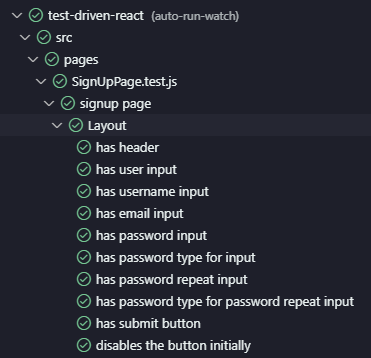 test-driven-react (auto-run-watch)
src
pages
SignUpPage.test.js
signup page
Layout
has header
has user input
has username input
has email input
has password input
has password type for input
has password repeat input
has password type for password repeat input
has submit button
disables the button initially